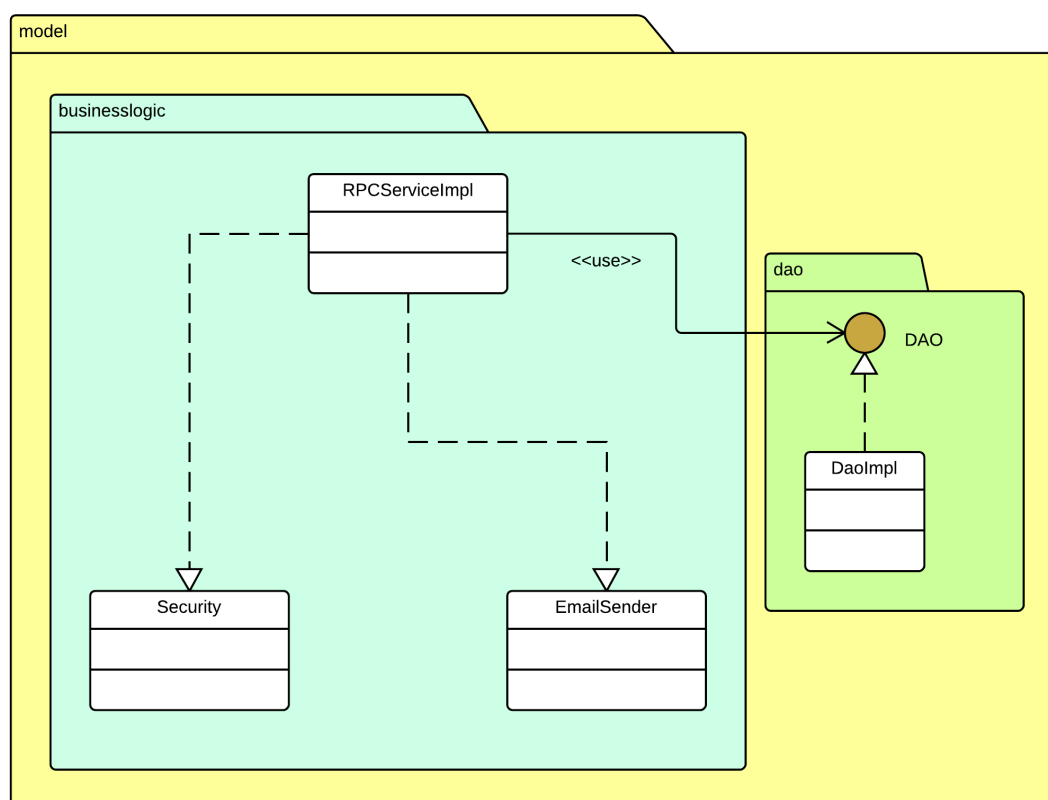 model
businesslogic
RPCServiceImpl
<<use>>
dao
DAO
DaoImpl
Security
EmailSender